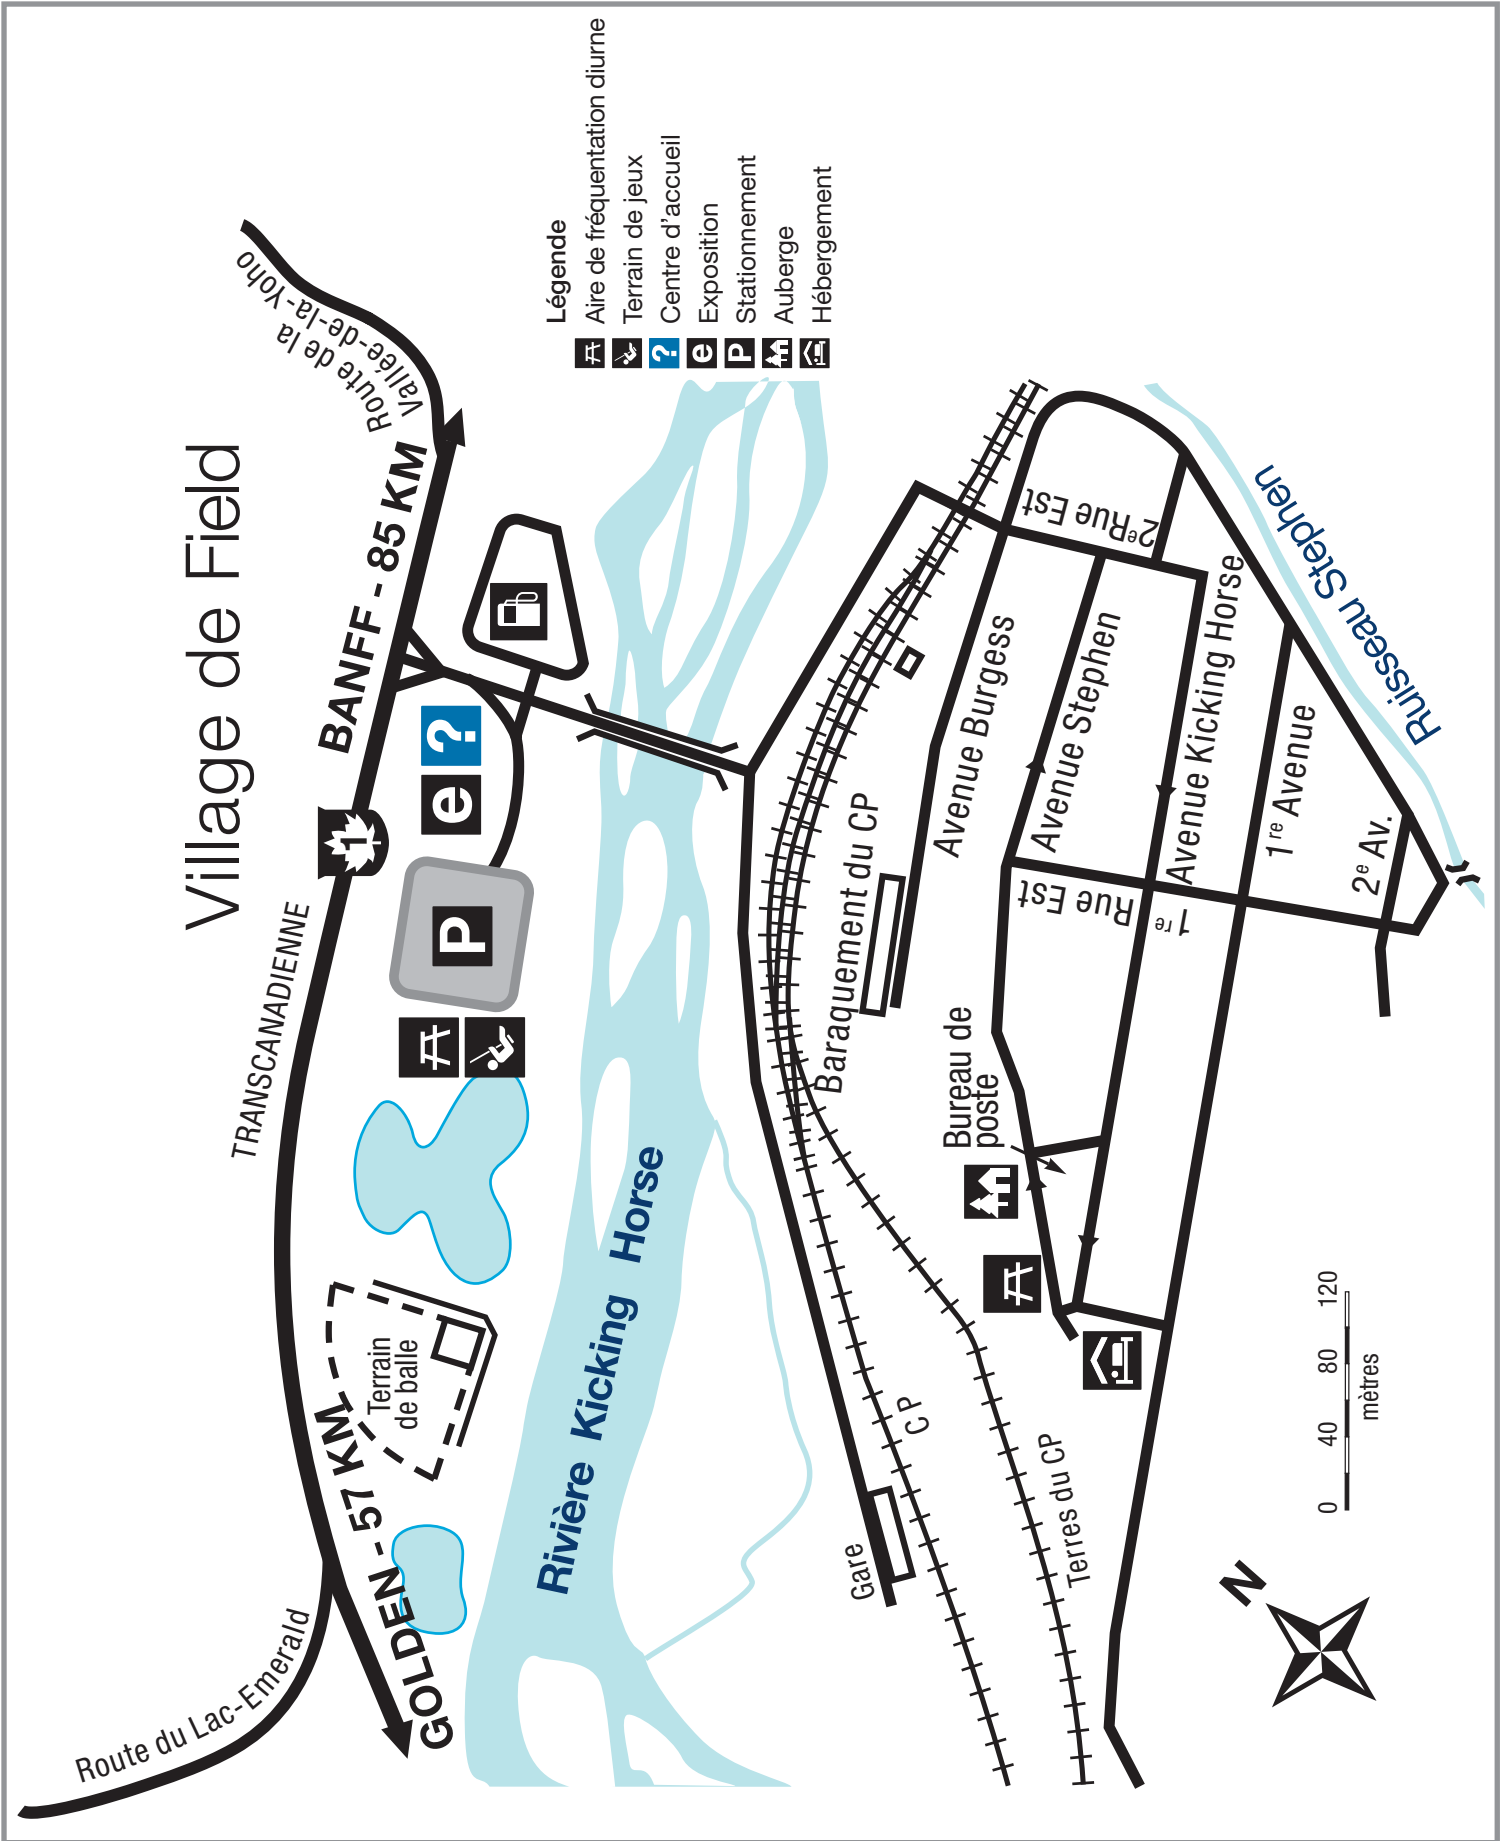 Village de Field
Route de la
Vallée-de-la-Yoho
BANFF - 85 KM
TRANSCANADIENNE
1
GOLDEN - 57 KM
Route du Lac-Emerald
e
?
P
Terrain
de balle
Rivière Kicking Horse
Légende
Aire de fréquentation diurne
Terrain de jeux
? Centre d'accueil
e Exposition
P Stationnement
Auberge
Hébergement
Gare
C P
Terres du CP
Baraquement du CP
Bureau de
poste
Avenue Burgess
Avenue Stephen
Avenue Kicking Horse
1re Avenue
2e Av.
1re Rue Est
2e Rue Est
Ruisseau Stephen
0 40 80 120
mètres
N